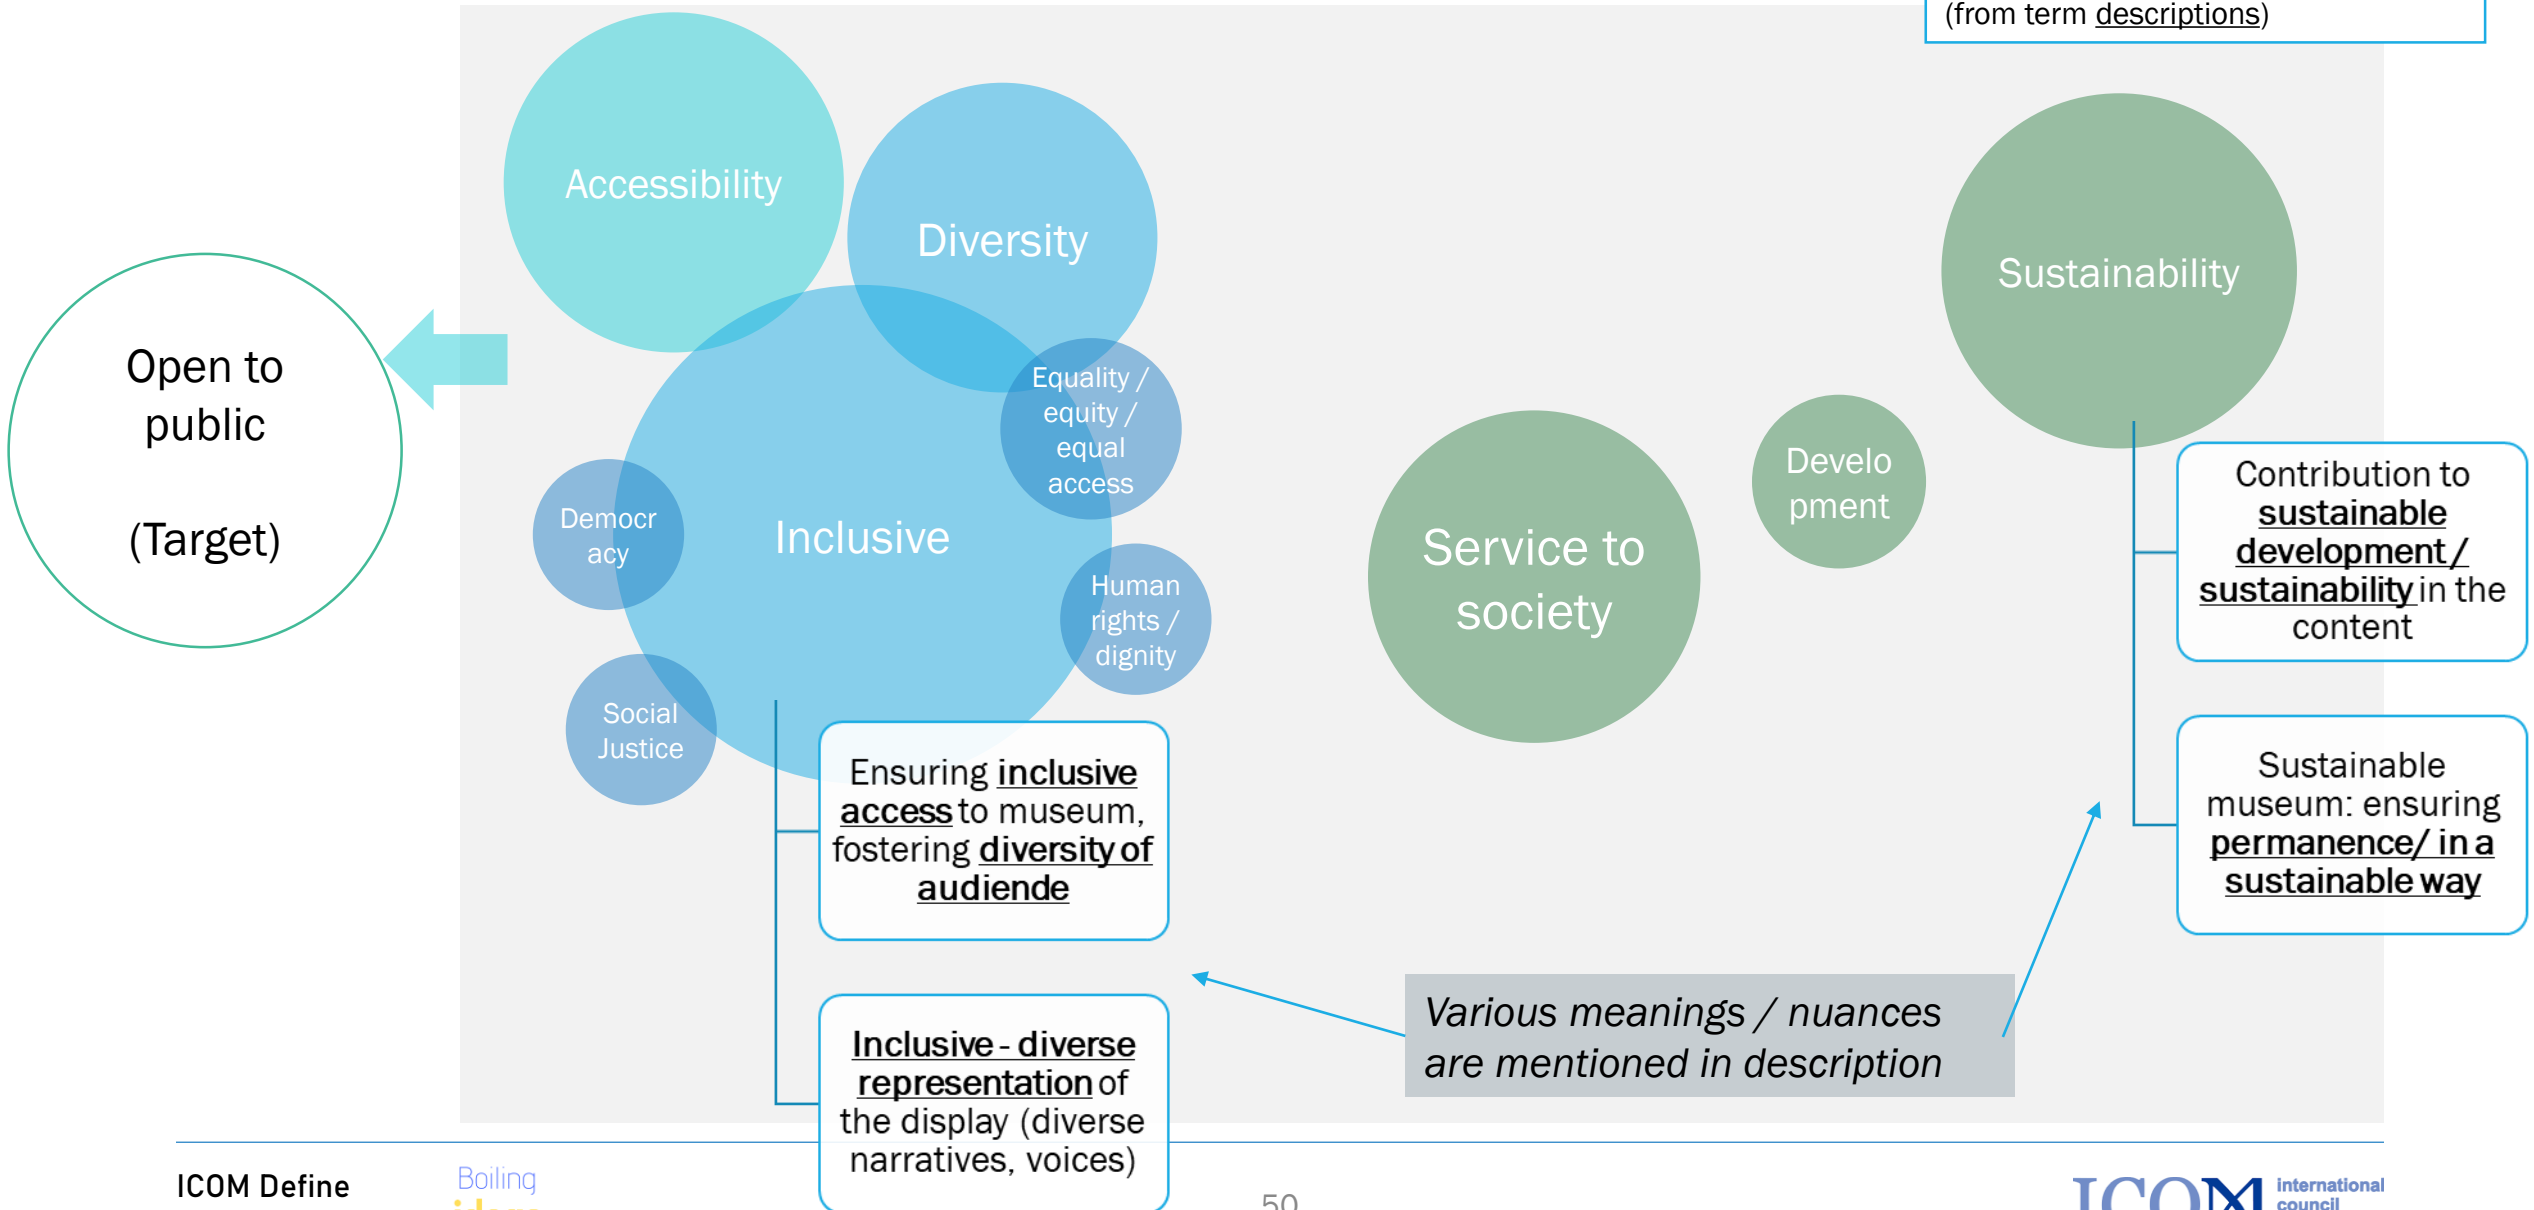 (from term descriptions)
Accessibility
Diversity
Sustainability
Open to
public
(Target)
Equality /
equity /
equal
access
Democr
acy
Inclusive
Human
rights /
dignity
Social
Justice
Service to
society
Develo
pment
Contribution to
sustainable
development /
sustainability in the
content
Sustainable
museum: ensuring
permanence/ in a
sustainable way
Ensuring inclusive
access to museum,
fostering diversity of
audiende
Inclusive - diverse
representation of
the display (diverse
narratives, voices)
Various meanings / nuances
are mentioned in description
ICOM Define
Boiling
ideas
50
ICOM
international
council